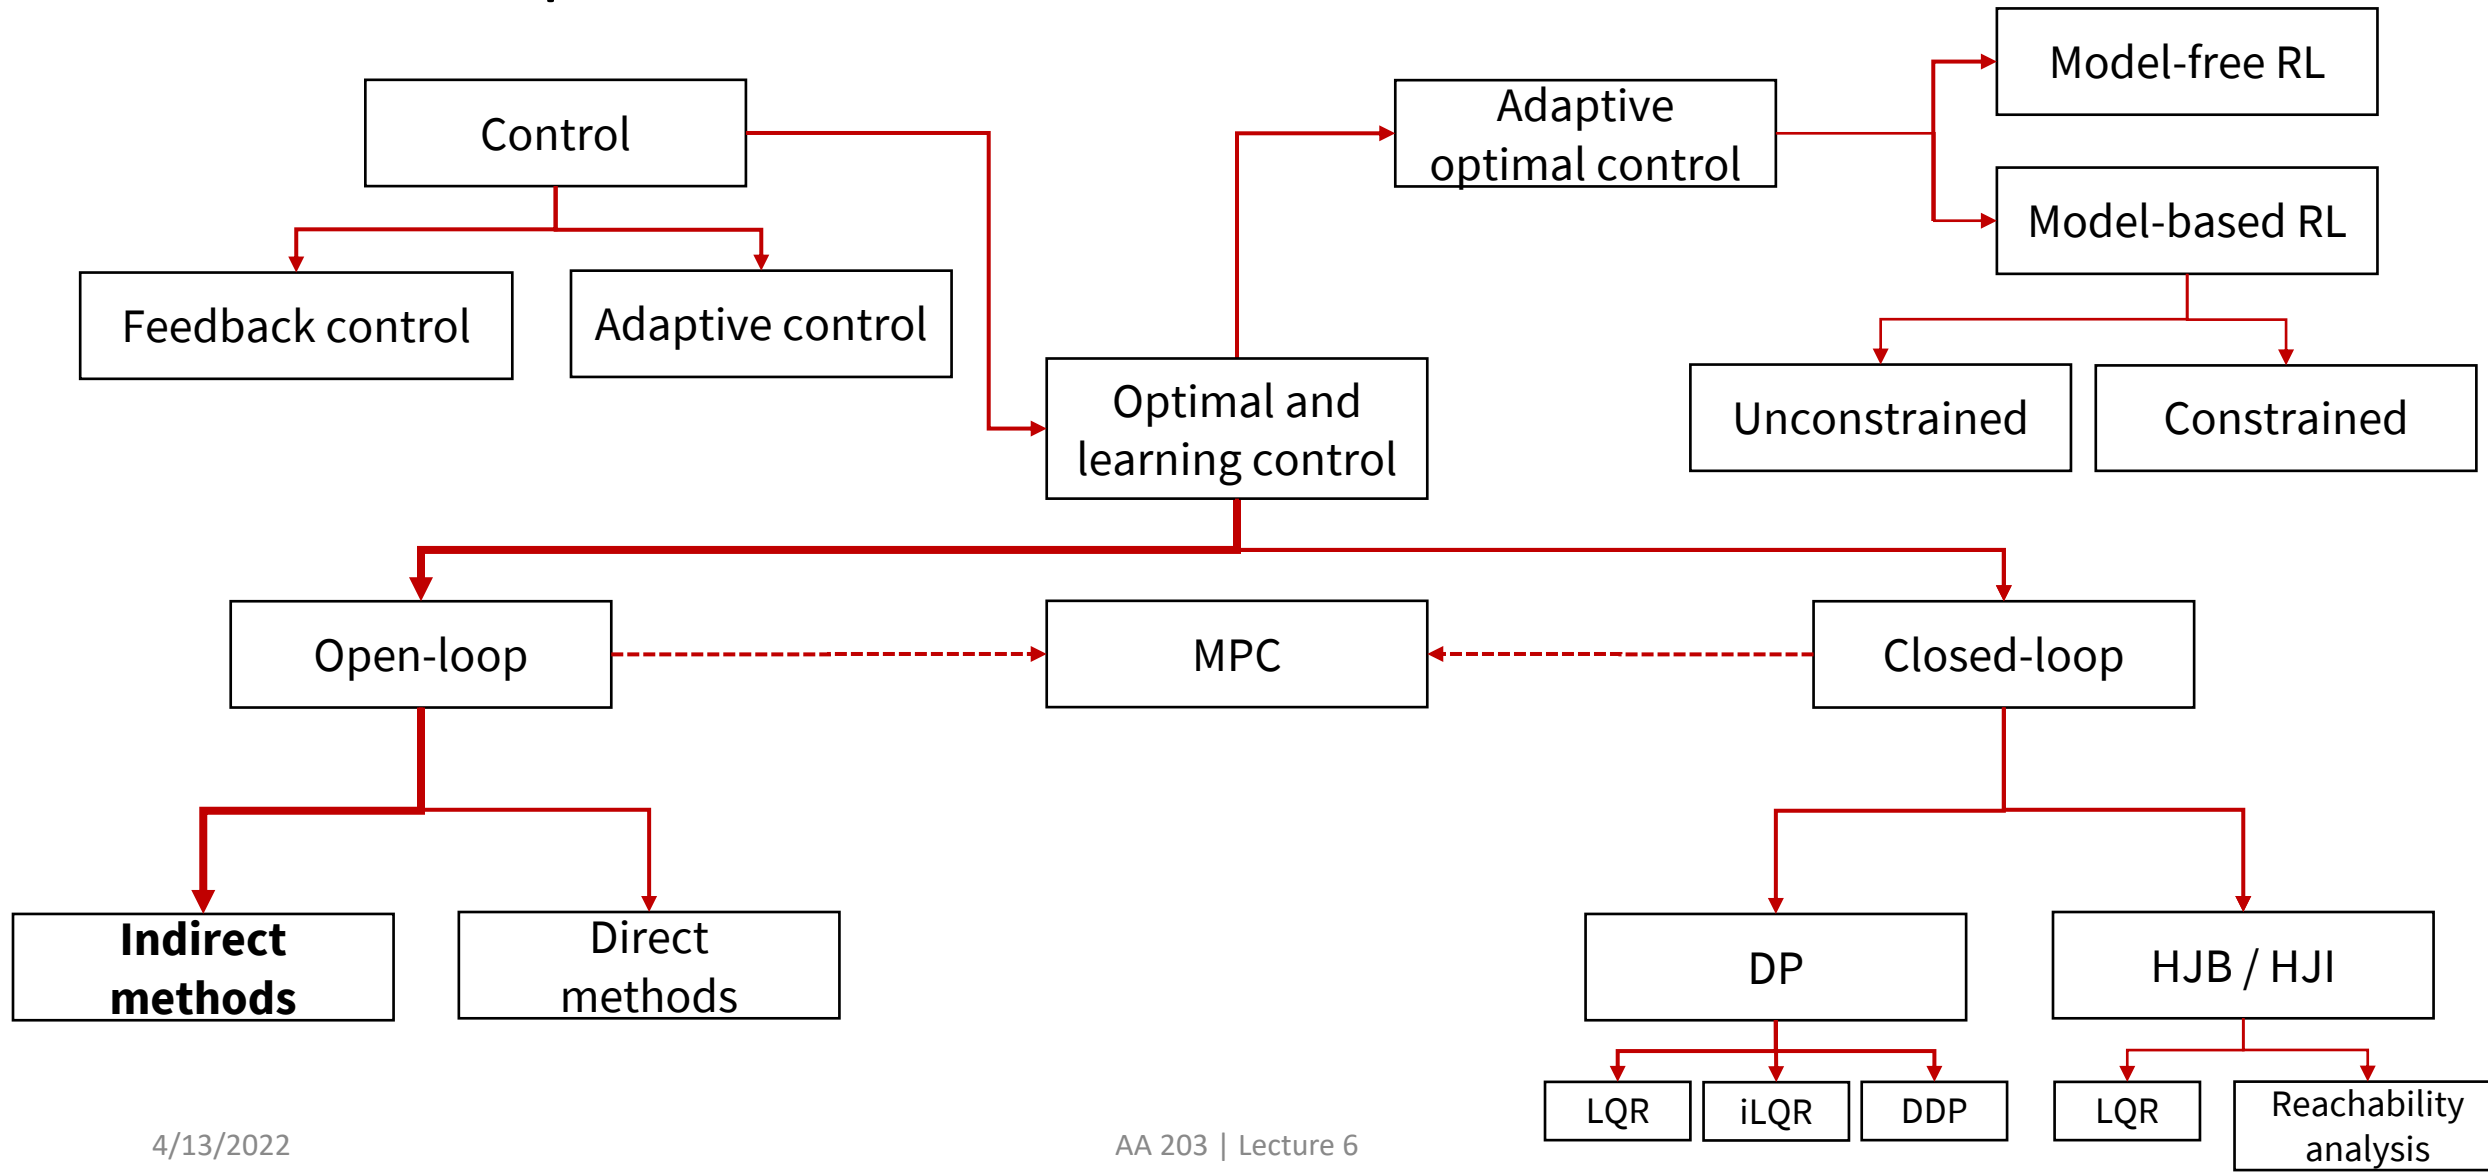 Control
Feedback control
Adaptive control
Optimal and
learning control
Adaptive
optimal control
Model-free RL
Model-based RL
Unconstrained
Constrained
Open-loop
MPC
Closed-loop
Indirect
methods
Direct
methods
DP
HJB / HJI
LQR
iLQR
DDP
LQR
Reachability
analysis
4/13/2022
AA 203 | Lecture 6